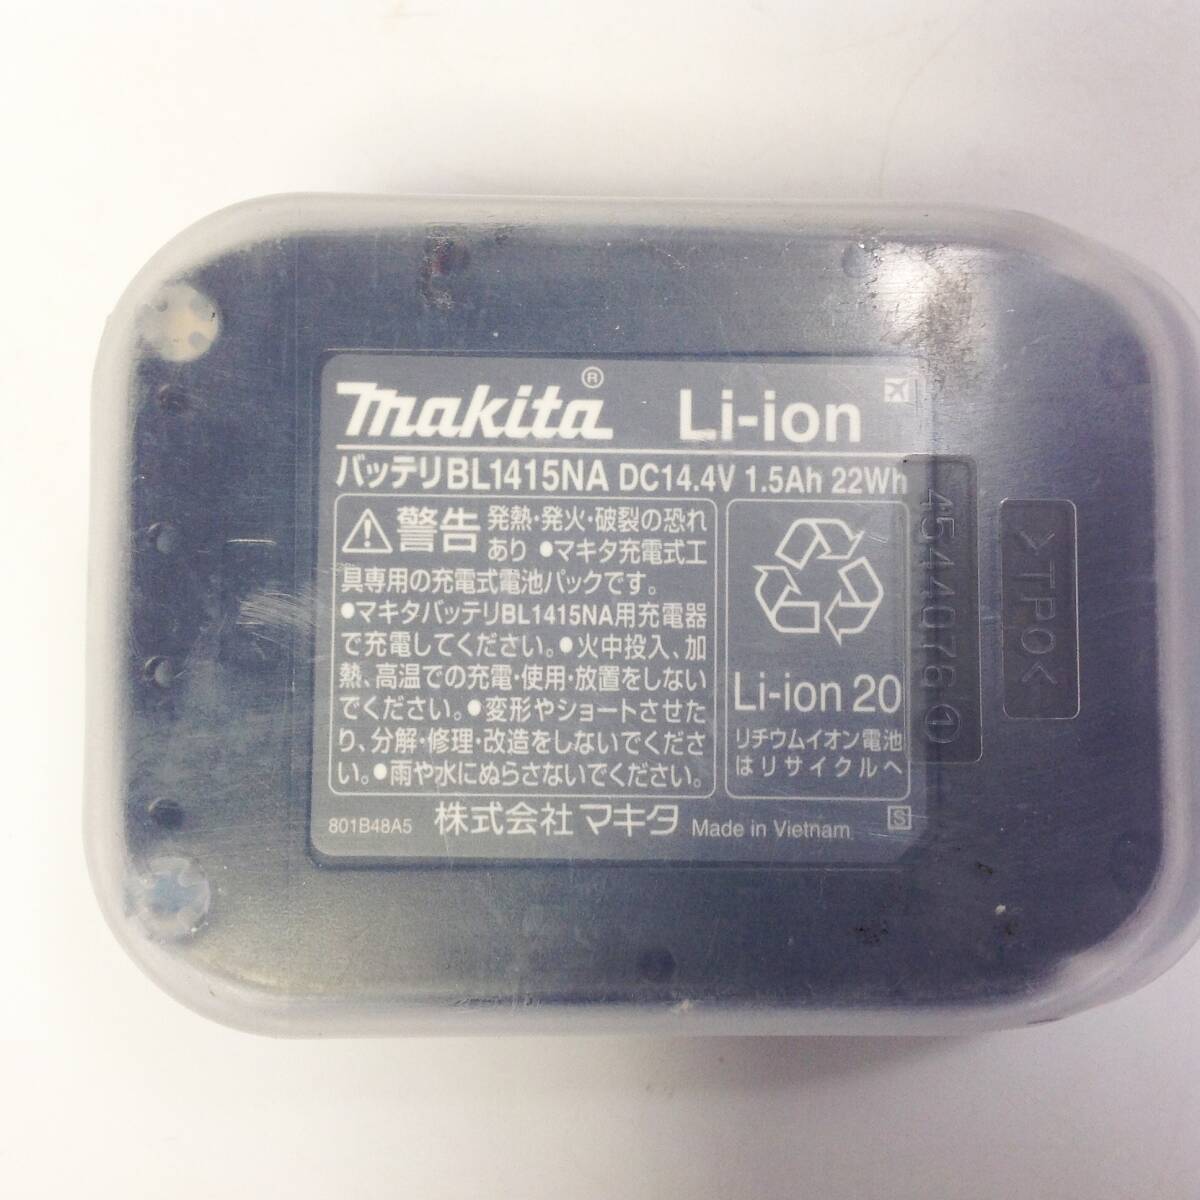 makita® Li-ion
バッテリBL1415NA DC14.4V 1.5Ah 22Wh
警告 発熱・発火・破裂の恐れ
あり ●マキタ充電式工
具専用の充電式電池パックです。
●マキタバッテリBL1415NA用充電器
で充電してください。●火中投入、加
熱、高温での充電・使用・放置をしない
でください。●変形やショートさせた
り、分解・修理・改造をしないでくださ
い。●雨や水にぬらさないでください。
Li-ion 20
リチウムイオン電池
はリサイクルへ
801B48A5 株式会社マキタ Made in Vietnam
S
4544076-①
>TPO<